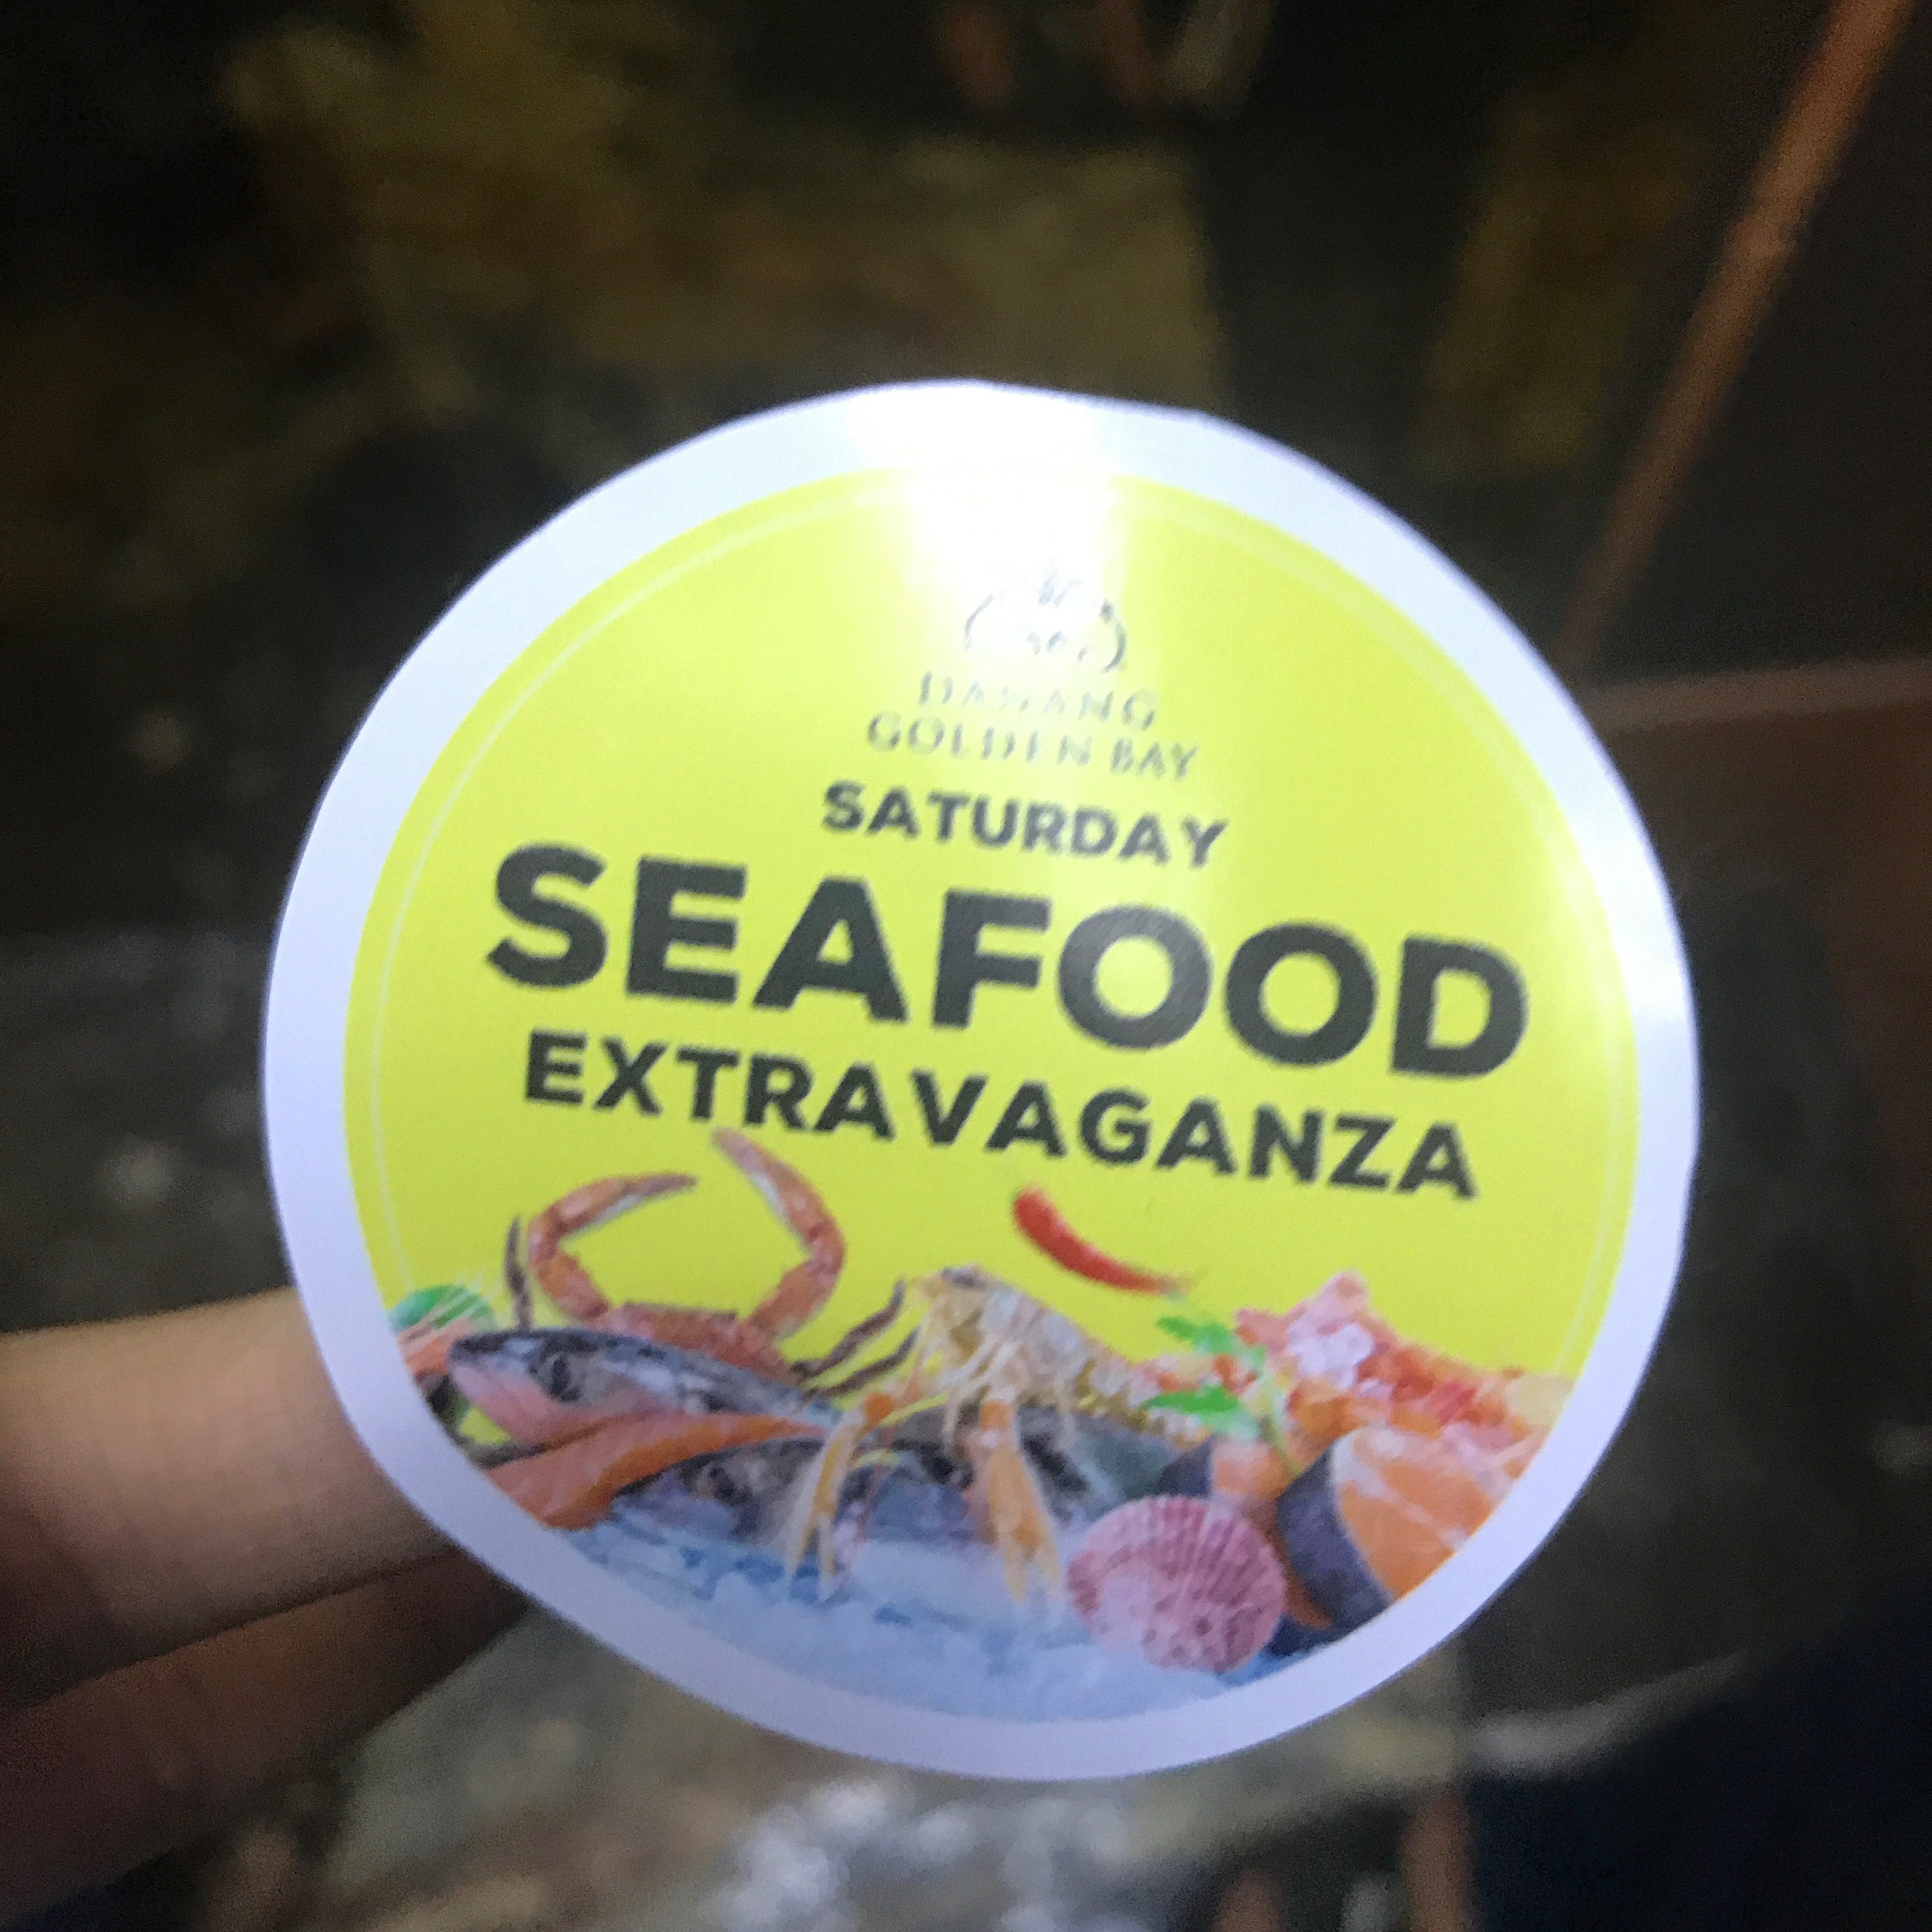 DANANG
GOLDEN BAY
SATURDAY
SEAFOOD
EXTRAVAGANZA